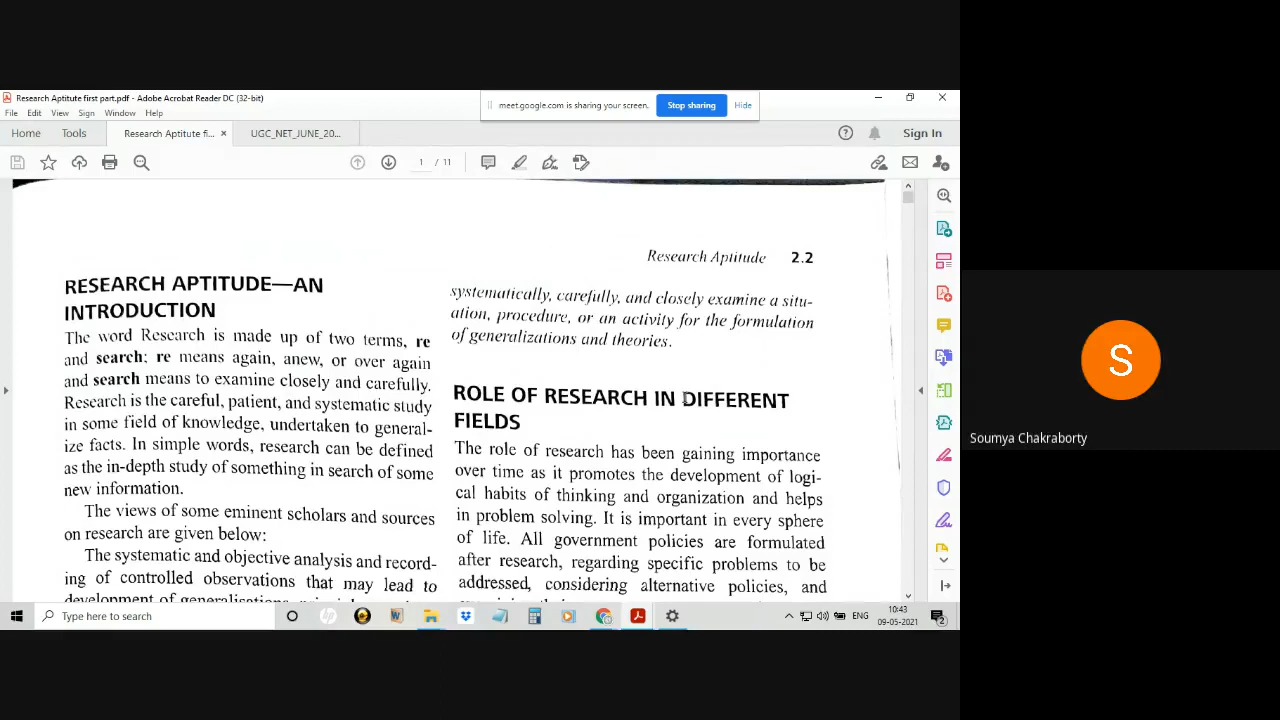 Research Aptitude first part.pdf - Adobe Acrobat Reader DC (32-bit)
meet.google.com is sharing your screen.
Stop sharing
Hide
File Edit View Sign Window Help
Home
Tools
Research Aptitude fi...
UGC_NET_JUNE_20...
Sign In
1 / 11
Research Aptitude 2.2
RESEARCH APTITUDE—AN
INTRODUCTION
The word Research is made up of two terms, re
and search; re means again, anew, or over again
and search means to examine closely and carefully.
Research is the careful, patient, and systematic study
in some field of knowledge, undertaken to general-
ize facts. In simple words, research can be defined
as the in-depth study of something in search of some
new information.
The views of some eminent scholars and sources
on research are given below:
The systematic and objective analysis and record-
ing of controlled observations that may lead to
development of generalisations
systematically, carefully, and closely examine a situ-
ation, procedure, or an activity for the formulation
of generalizations and theories.
ROLE OF RESEARCH IN DIFFERENT
FIELDS
The role of research has been gaining importance
over time as it promotes the development of logi-
cal habits of thinking and organization and helps
in problem solving. It is important in every sphere
of life. All government policies are formulated
after research, regarding specific problems to be
addressed, considering alternative policies, and
S
Soumya Chakraborty
Type here to search
ENG
10:43
09-05-2021
2